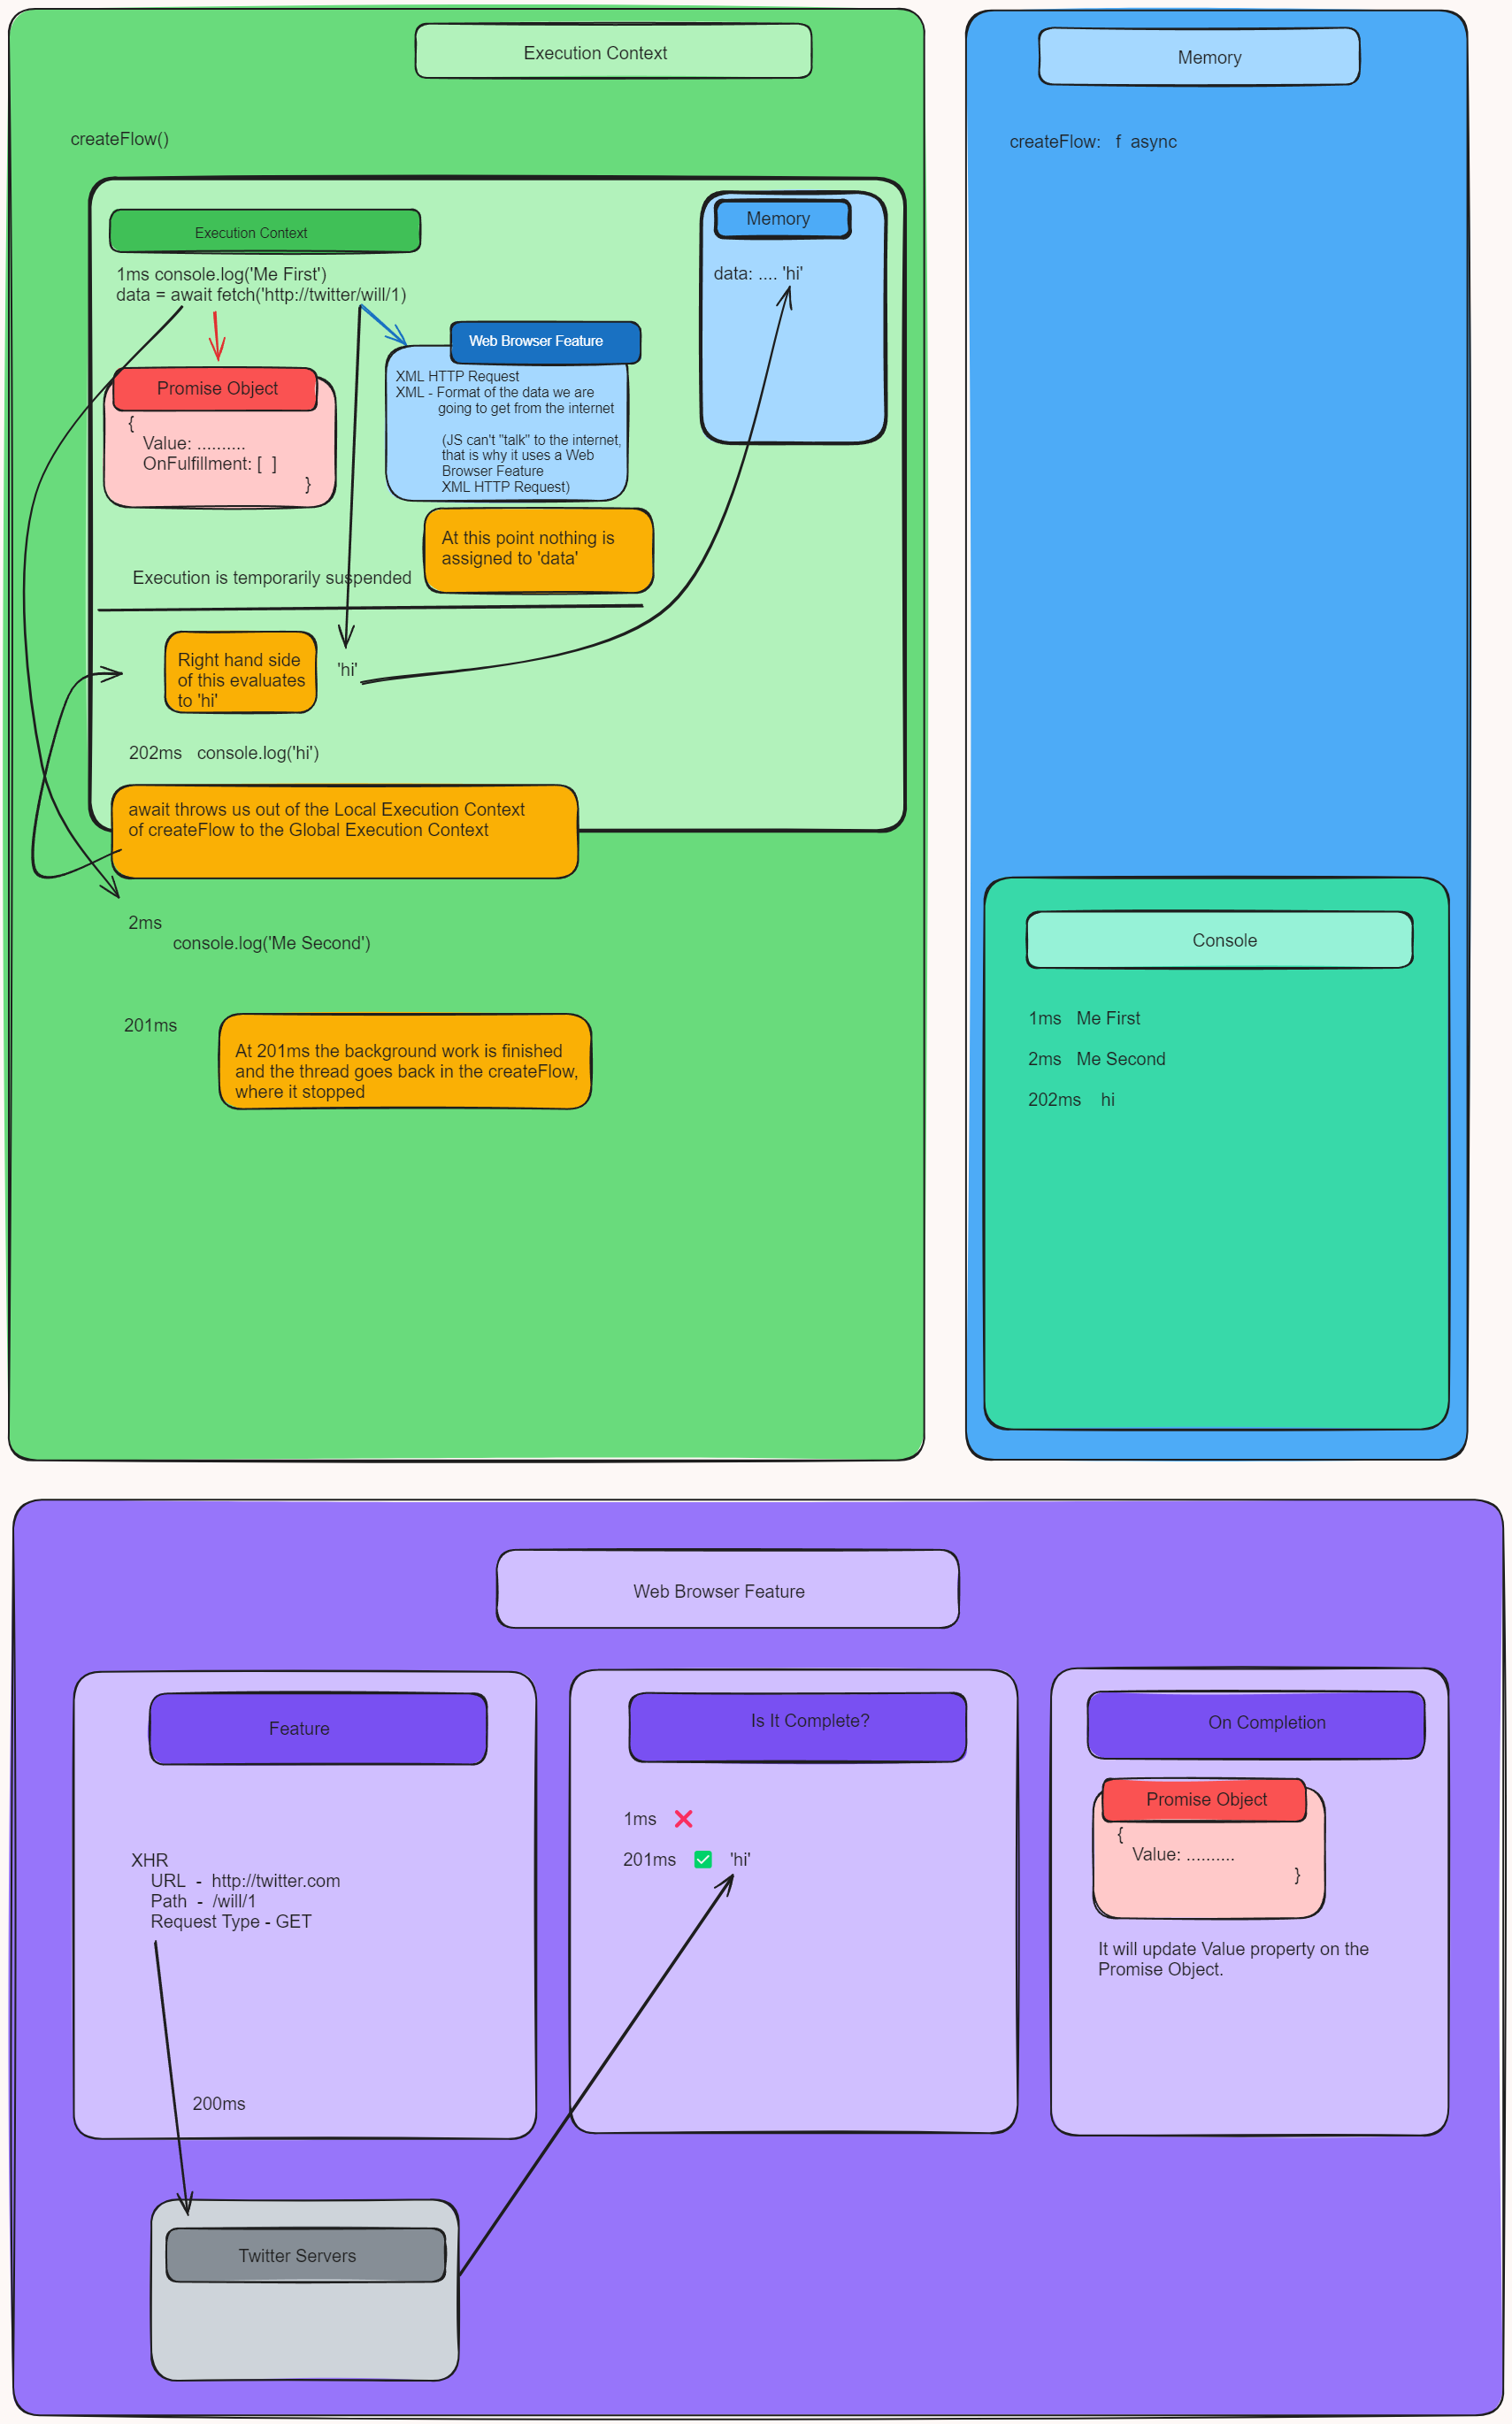 Execution Context
createFlow()
Execution Context
1ms console.log('Me First')
data = await fetch('http://twitter/will/1)
Promise Object
{
Value: ..........
OnFulfillment: [  ]
}
Web Browser Feature
XML HTTP Request
XML - Format of the data we are
going to get from the internet
(JS can't "talk" to the internet,
that is why it uses a Web
Browser Feature
XML HTTP Request)
At this point nothing is
assigned to 'data'
Execution is temporarily suspended
Memory
data: .... 'hi'
Right hand side
of this evaluates
to 'hi'
'hi'
202ms   console.log('hi')
await throws us out of the Local Execution Context
of createFlow to the Global Execution Context
2ms
console.log('Me Second')
201ms
At 201ms the background work is finished
and the thread goes back in the createFlow,
where it stopped
Memory
createFlow:   f  async
Console
1ms   Me First
2ms   Me Second
202ms    hi
Web Browser Feature
Feature
XHR
URL  -  http://twitter.com
Path  -  /will/1
Request Type - GET
200ms
Twitter Servers
Is It Complete?
1ms ❌
201ms ✅ 'hi'
On Completion
Promise Object
{
Value: ..........
}
It will update Value property on the
Promise Object.